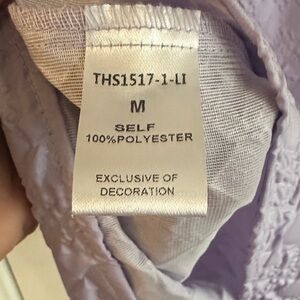 THS1517-1-LI
M
SELF
100%POLYESTER
EXCLUSIVE OF
DECORATION